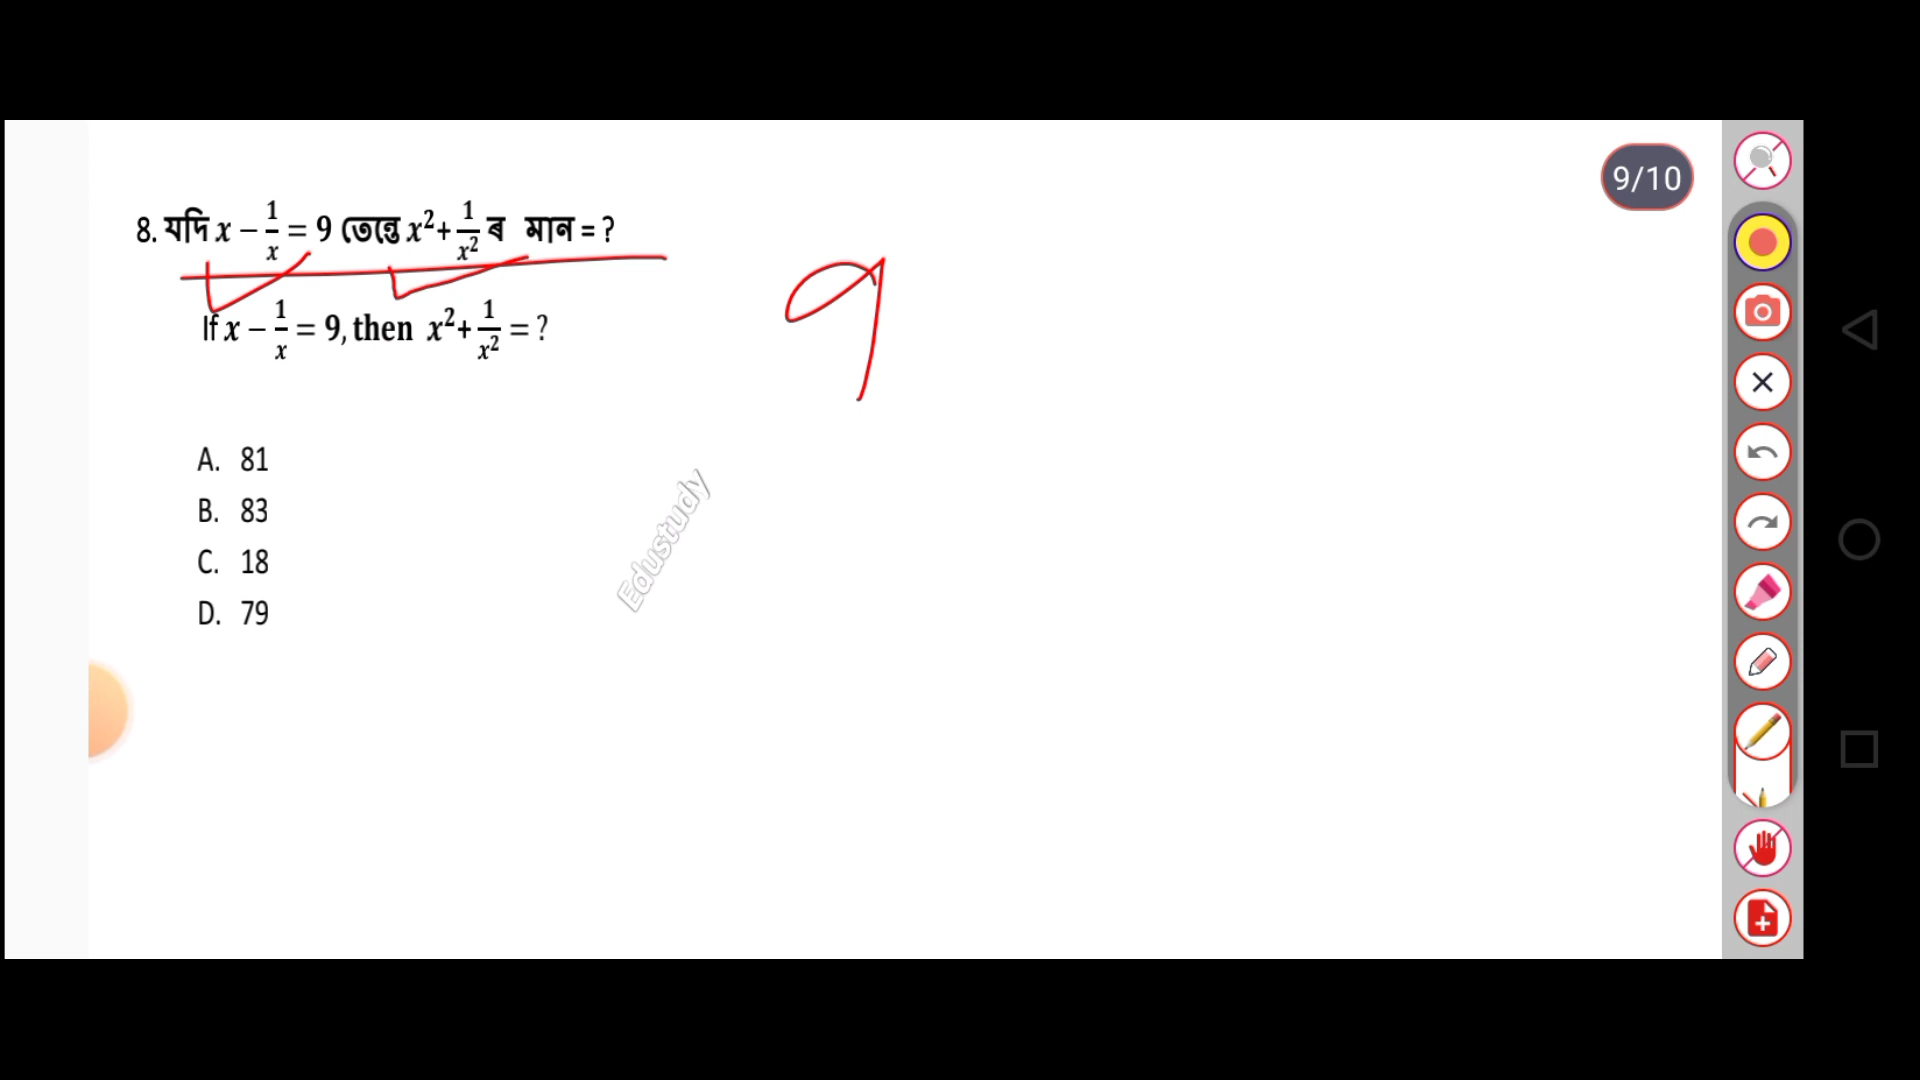 9/10
8. যদি x − 1/x = 9 তেন্তে x² + 1/x² ৰ মান = ?
If x − 1/x = 9, then x² + 1/x² = ?
9
A. 81
B. 83
C. 18
D. 79
Edustudy